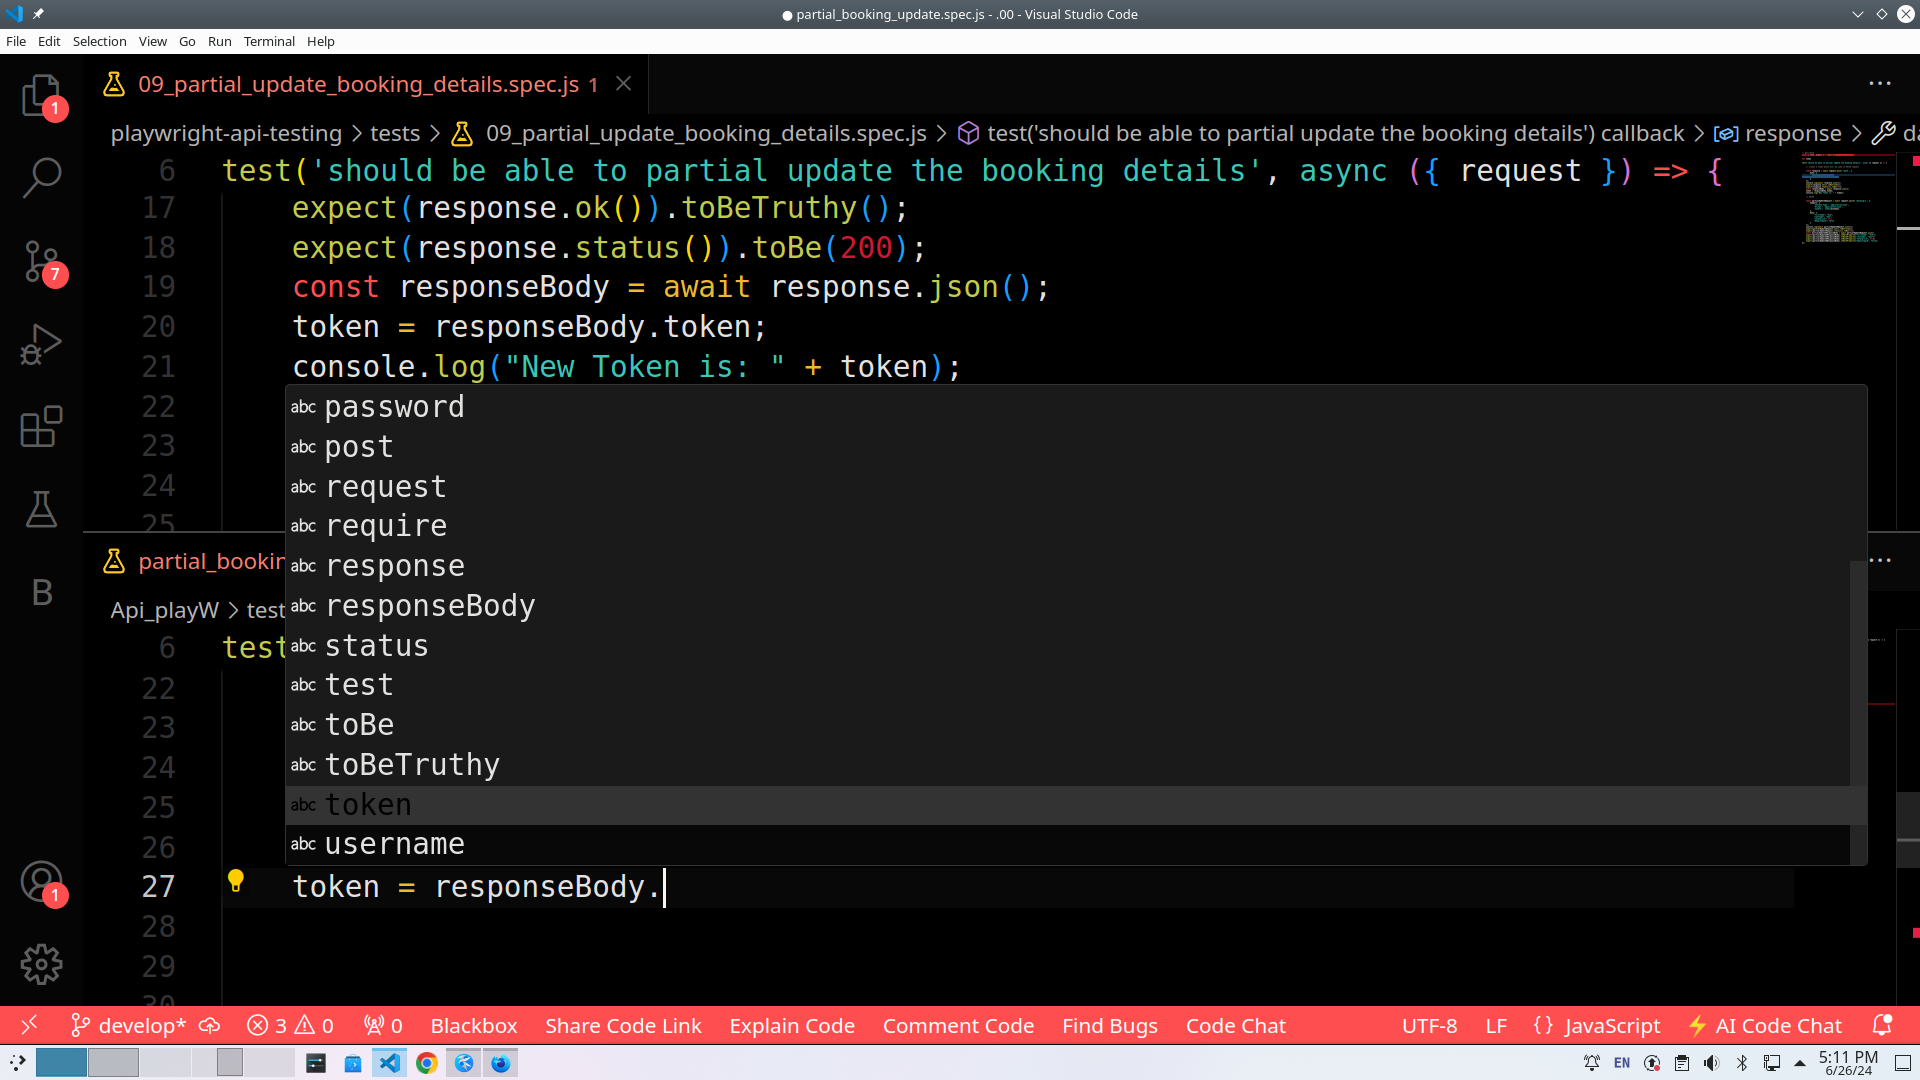 partial_booking_update.spec.js - .00 - Visual Studio Code
File Edit Selection View Go Run Terminal Help
09_partial_update_booking_details.spec.js 1
playwright-api-testing > tests > 09_partial_update_booking_details.spec.js > test('should be able to partial update the booking details') callback > response > da
6 test('should be able to partial update the booking details', async ({ request }) => {
17 expect(response.ok()).toBeTruthy();
18 expect(response.status()).toBe(200);
19 const responseBody = await response.json();
20 token = responseBody.token;
21 console.log("New Token is: " + token);
22
23
24
25
abc password
abc post
abc request
abc require
abc response
abc responseBody
abc status
abc test
abc toBe
abc toBeTruthy
abc token
abc username
1
7
B
1
partial_bookin
Api_playW > test
6 test
22
23
24
25
26
27 token = responseBody.
28
29
30
develop* 3 0 0 Blackbox Share Code Link Explain Code Comment Code Find Bugs Code Chat UTF-8 LF {} JavaScript AI Code Chat
EN 5:11 PM
6/26/24